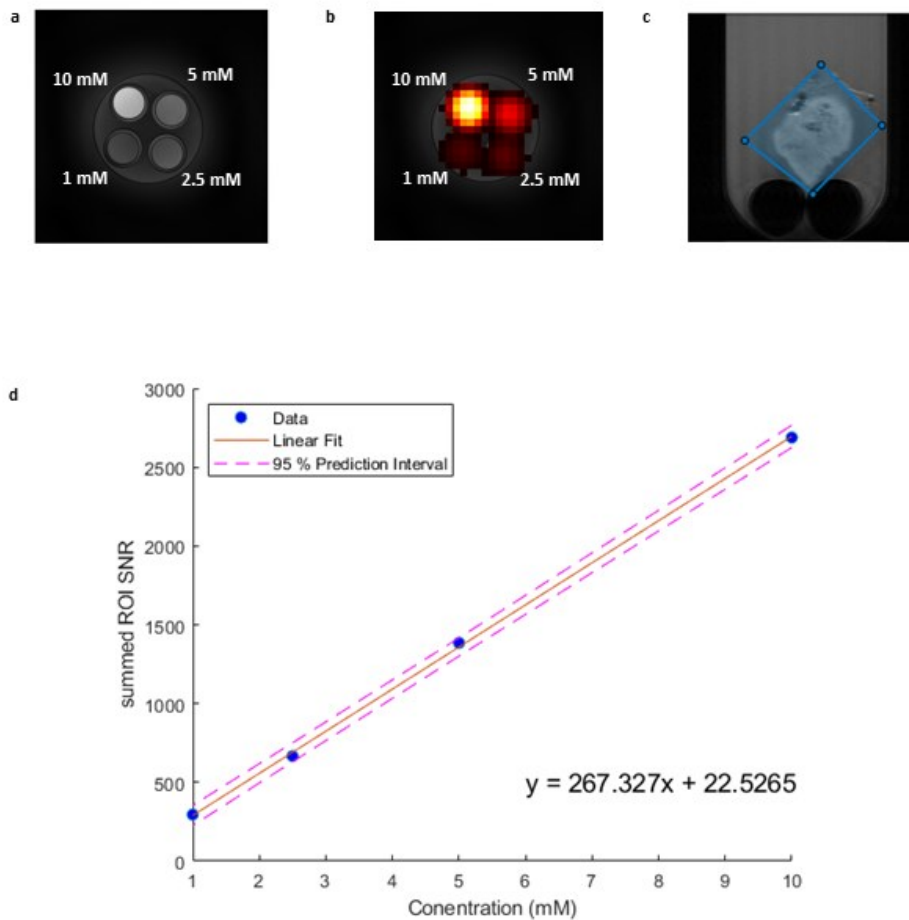 a
b
c
10 mM
5 mM
1 mM
2.5 mM
10 mM
5 mM
1 mM
2.5 mM
d
3000
2500
2000
1500
1000
500
0
summed ROI SNR
Data
Linear Fit
95 % Prediction Interval
y = 267.327x + 22.5265
1 2 3 4 5 6 7 8 9 10
Conentration (mM)